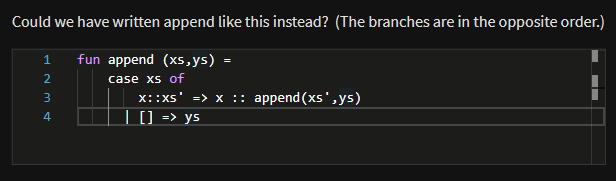 Could we have written append like this instead? (The branches are in the opposite order.)
1 fun append (xs,ys) =
2 case xs of
3 x::xs' => x :: append(xs',ys)
4 | [] => ys